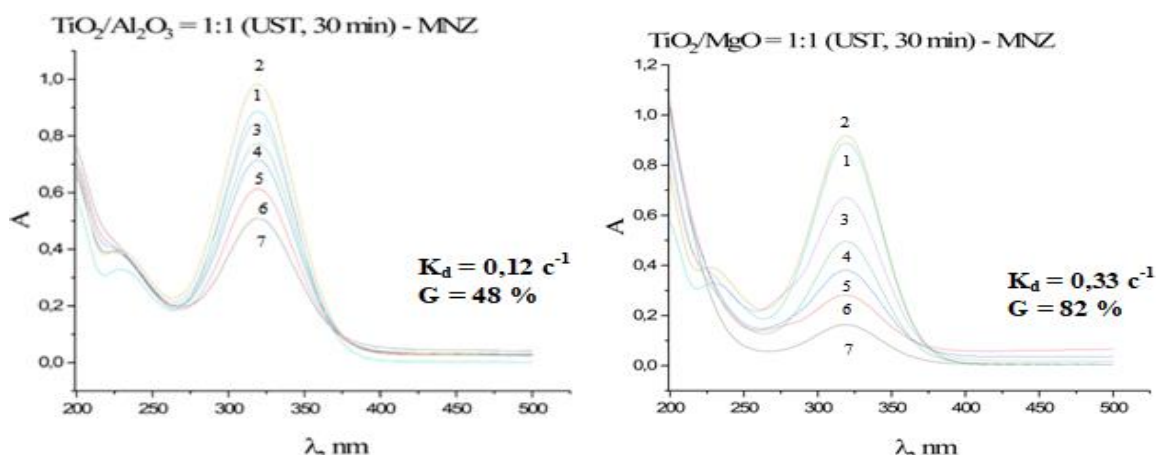 TiO₂/Al₂O₃ = 1:1 (UST, 30 min) - MNZ
1,0
0,8
0,6
0,4
0,2
0,0
A
2
1
3
4
5
6
7
K_d = 0,12 c⁻¹
G = 48 %
200 250 300 350 400 450 500
λ, nm
TiO₂/MgO = 1:1 (UST, 30 min) - MNZ
1,2
1,0
0,8
0,6
0,4
0,2
0,0
A
2
1
3
4
5
6
7
K_d = 0,33 c⁻¹
G = 82 %
200 250 300 350 400 450 500
λ, nm